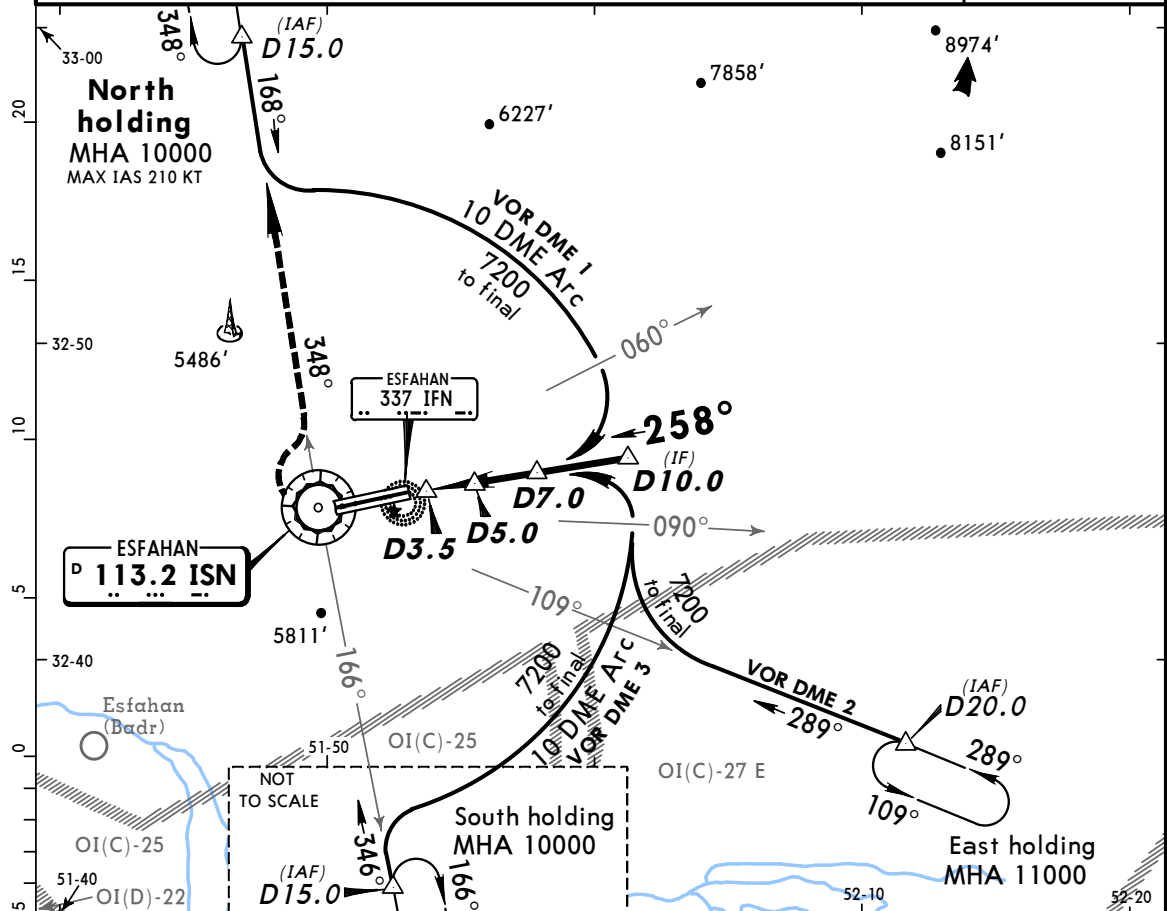 348°
(IAF)
D15.0
8974'
33-00
7858'
168°
North
holding
MHA 10000
MAX IAS 210 KT
20
6227'
8151'
VOR DME 1
10 DME Arc
7200
to final
15
060°
32-50
5486'
348°
ESFAHAN
337 IFN
258°
10
(IF)
D10.0
D7.0
D5.0
D3.5
090°
ESFAHAN
D 113.2 ISN
109°
7200
to final
5
5811'
32-40
166°
7200
to final
10 DME Arc
VOR DME 3
VOR DME 2
289°
(IAF)
D20.0
289°
109°
Esfahan
(Badr)
0
51-50
OI(C)-25
OI(C)-27 E
NOT
TO SCALE
South holding
MHA 10000
346°
166°
(IAF)
D15.0
East holding
MHA 11000
OI(C)-25
51-40
OI(D)-22
5
52-10
52-20